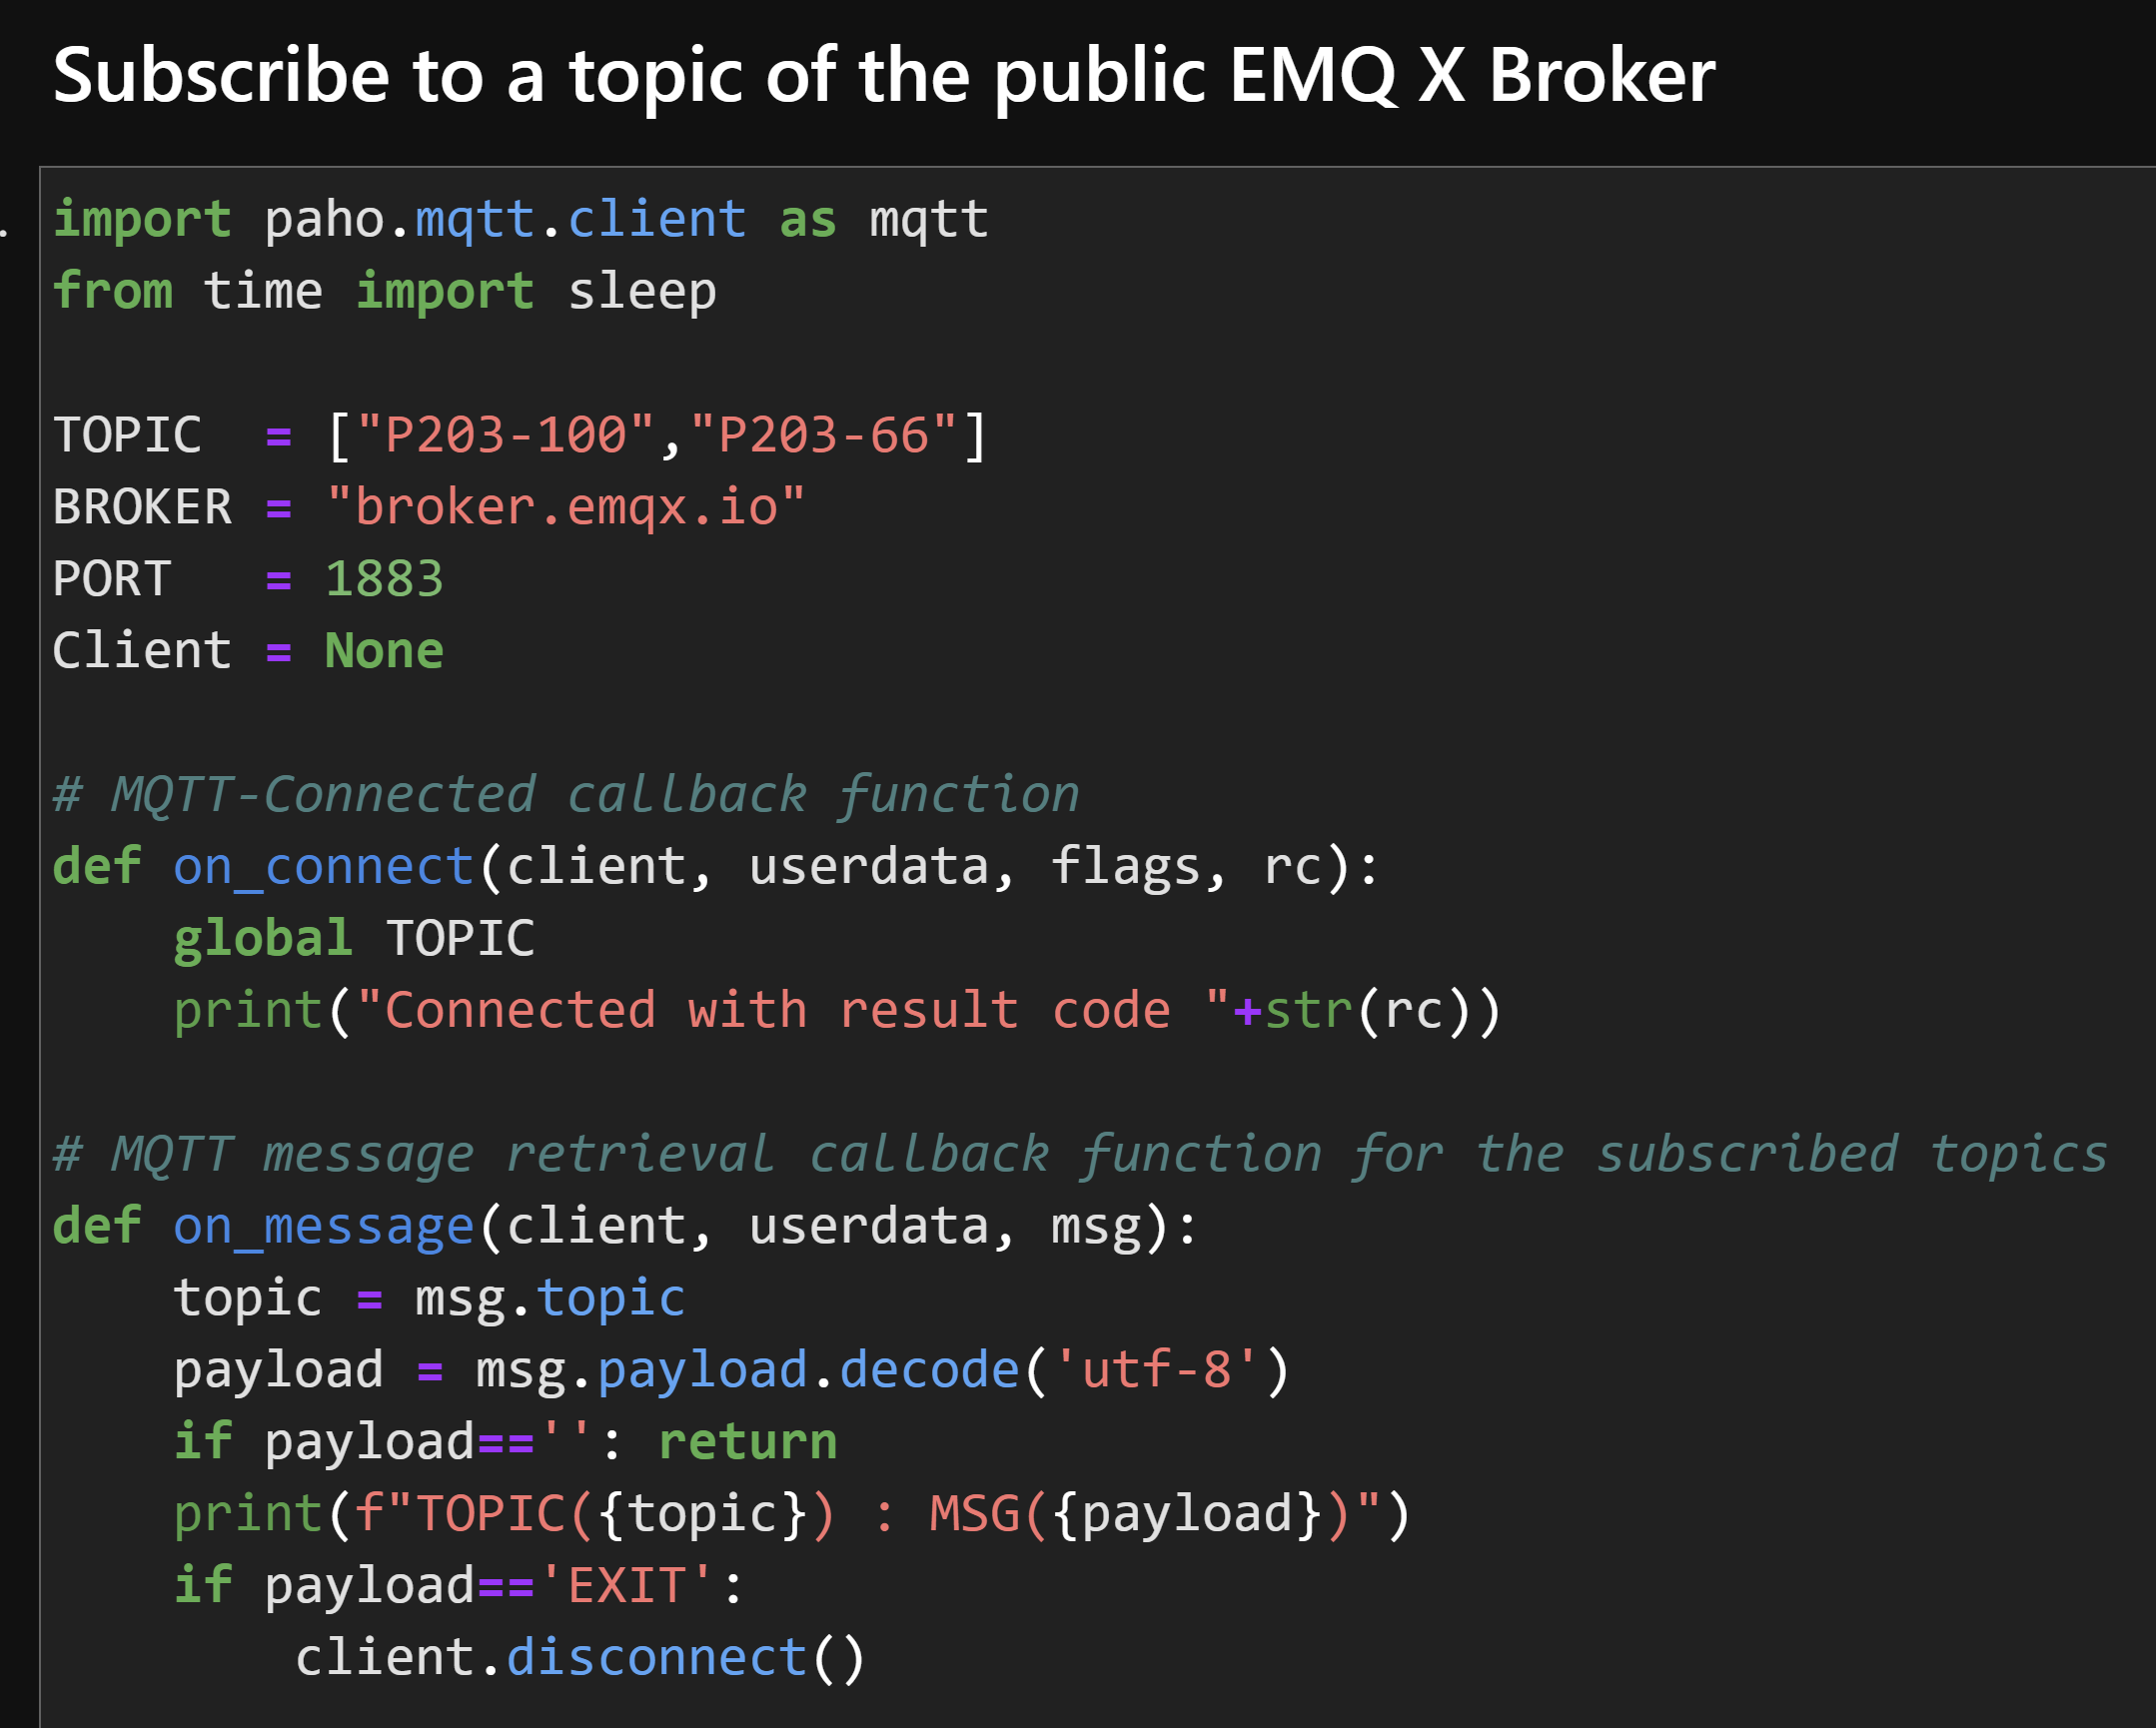 Subscribe to a topic of the public EMQ X Broker
import paho.mqtt.client as mqtt
from time import sleep
TOPIC  = ["P203-100","P203-66"]
BROKER = "broker.emqx.io"
PORT   = 1883
Client = None
# MQTT-Connected callback function
def on_connect(client, userdata, flags, rc):
    global TOPIC
    print("Connected with result code "+str(rc))
# MQTT message retrieval callback function for the subscribed topics
def on_message(client, userdata, msg):
    topic = msg.topic
    payload = msg.payload.decode('utf-8')
    if payload=='': return
    print(f"TOPIC({topic}) : MSG({payload})")
    if payload=='EXIT':
        client.disconnect()